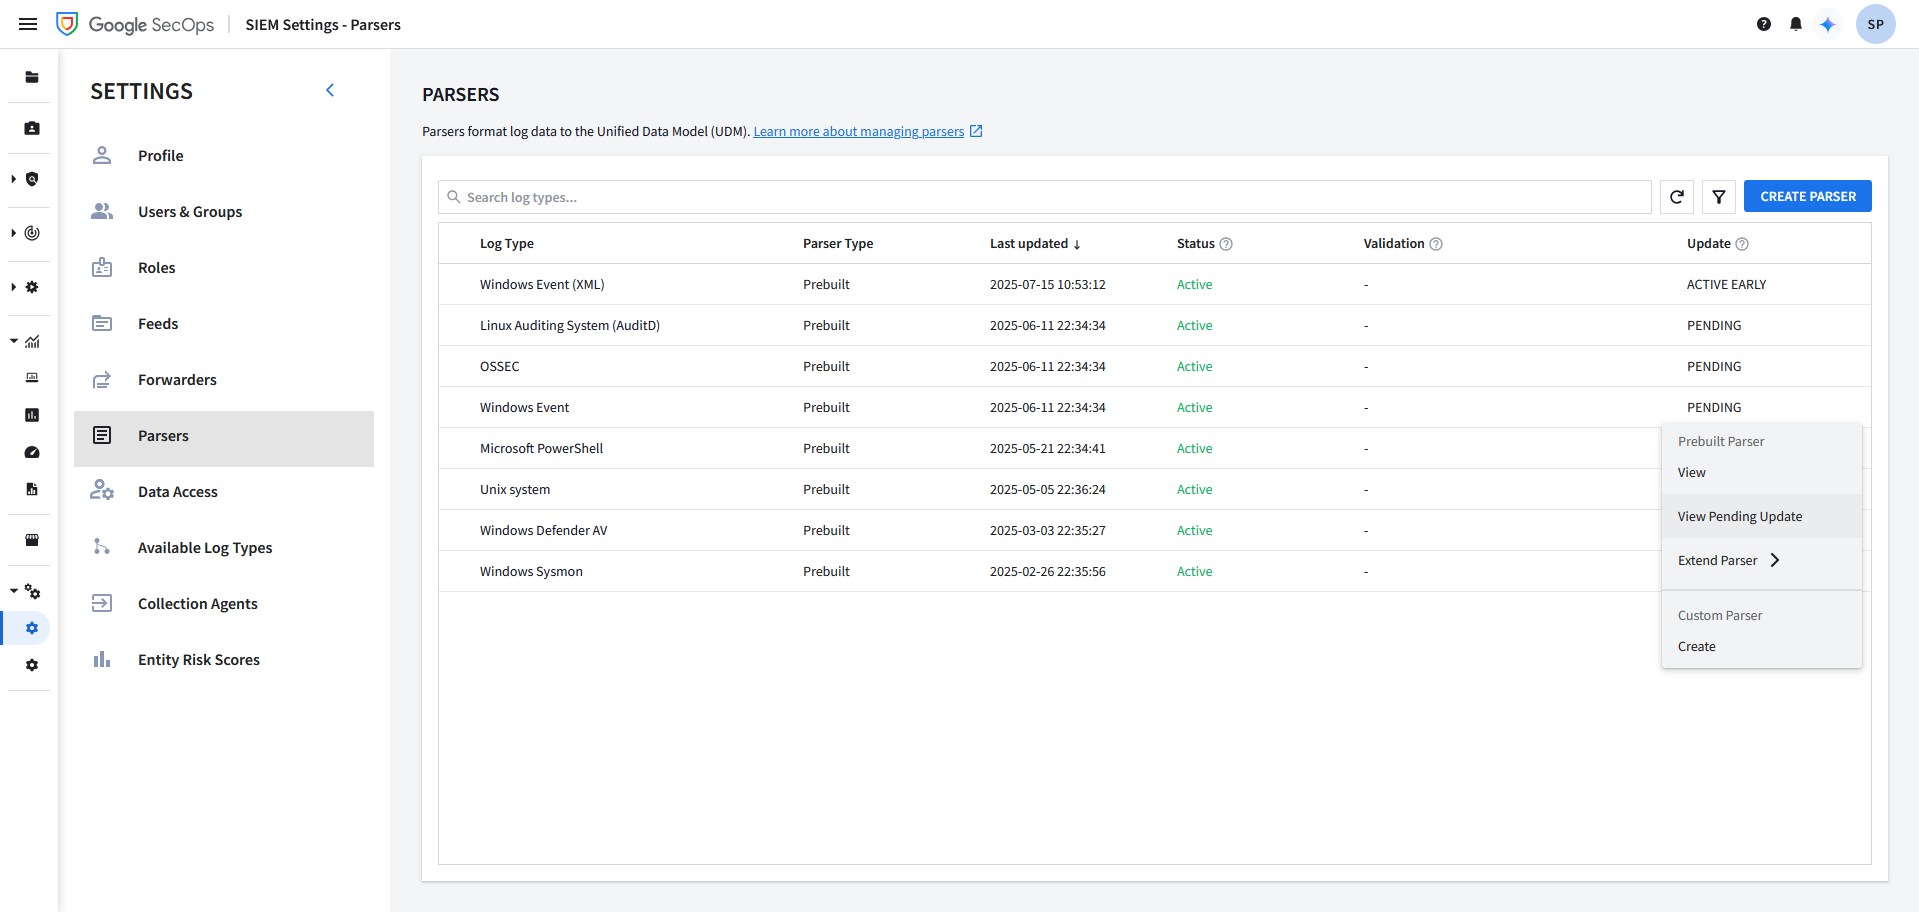 Google SecOps
SIEM Settings - Parsers
SP
SETTINGS
Profile
Users & Groups
Roles
Feeds
Forwarders
Parsers
Data Access
Available Log Types
Collection Agents
Entity Risk Scores
PARSERS
Parsers format log data to the Unified Data Model (UDM). Learn more about managing parsers
Search log types...
CREATE PARSER
Log Type Parser Type Last updated ↓ Status Validation Update
Windows Event (XML) Prebuilt 2025-07-15 10:53:12 Active - ACTIVE EARLY
Linux Auditing System (AuditD) Prebuilt 2025-06-11 22:34:34 Active - PENDING
OSSEC Prebuilt 2025-06-11 22:34:34 Active - PENDING
Windows Event Prebuilt 2025-06-11 22:34:34 Active - PENDING
Microsoft PowerShell Prebuilt 2025-05-21 22:34:41 Active -
Unix system Prebuilt 2025-05-05 22:36:24 Active -
Windows Defender AV Prebuilt 2025-03-03 22:35:27 Active -
Windows Sysmon Prebuilt 2025-02-26 22:35:56 Active -
Prebuilt Parser
View
View Pending Update
Extend Parser
Custom Parser
Create